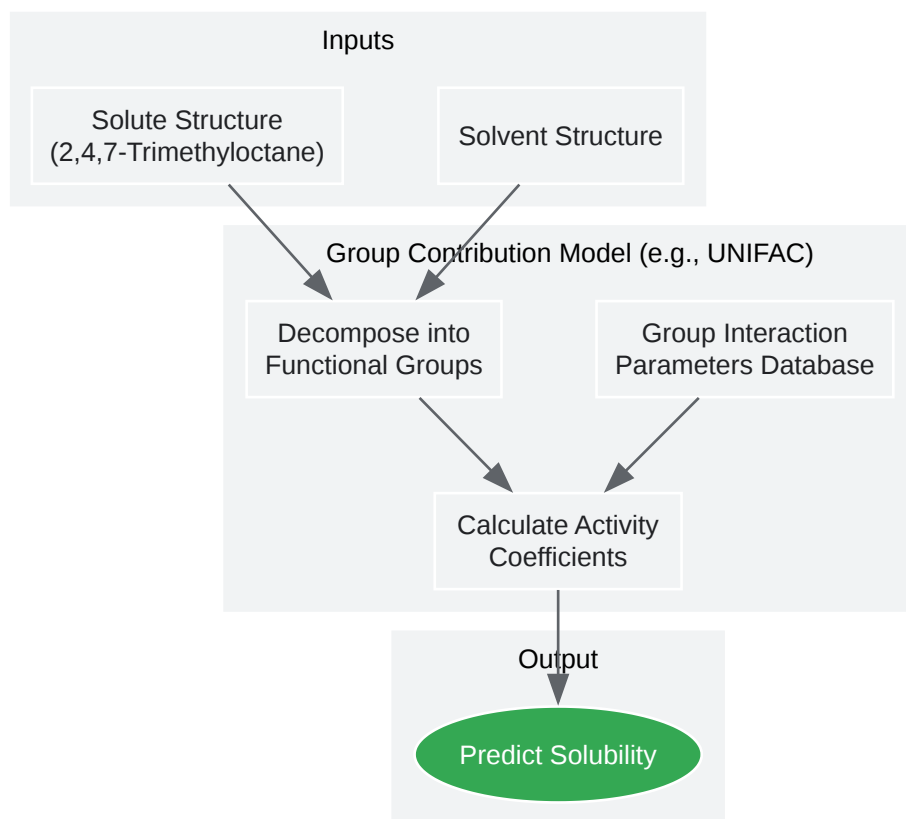 Inputs
Solute Structure
(2,4,7-Trimethyloctane)
Solvent Structure
Group Contribution Model (e.g., UNIFAC)
Decompose into
Functional Groups
Group Interaction
Parameters Database
Calculate Activity
Coefficients
Output
Predict Solubility